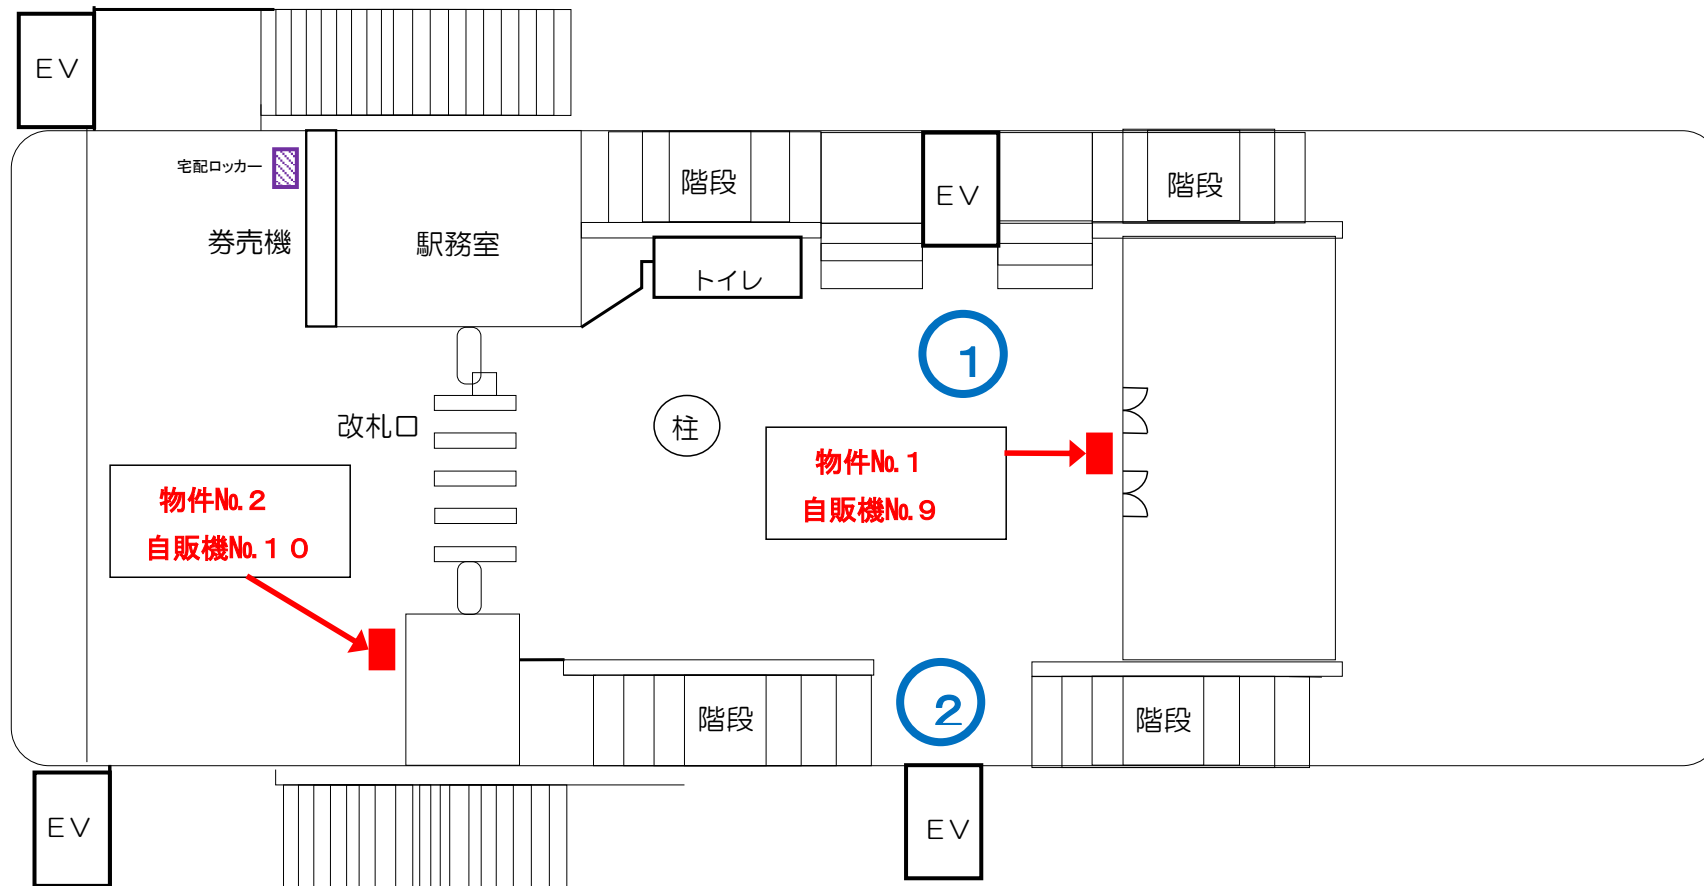 ＥＶ
宅配ロッカー
階段
ＥＶ
階段
券売機
駅務室
トイレ
１
改札口
柱
物件№１
自販機№９
物件№２
自販機№１０
階段
２
階段
ＥＶ
ＥＶ